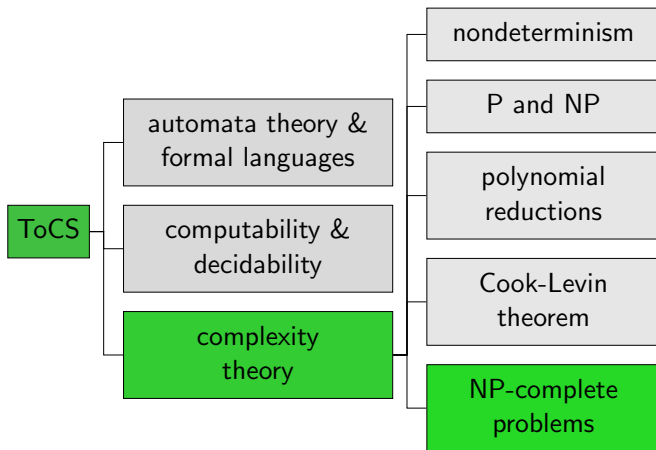 ToCS
automata theory &
formal languages
computability &
decidability
complexity
theory
nondeterminism
P and NP
polynomial
reductions
Cook-Levin
theorem
NP-complete
problems